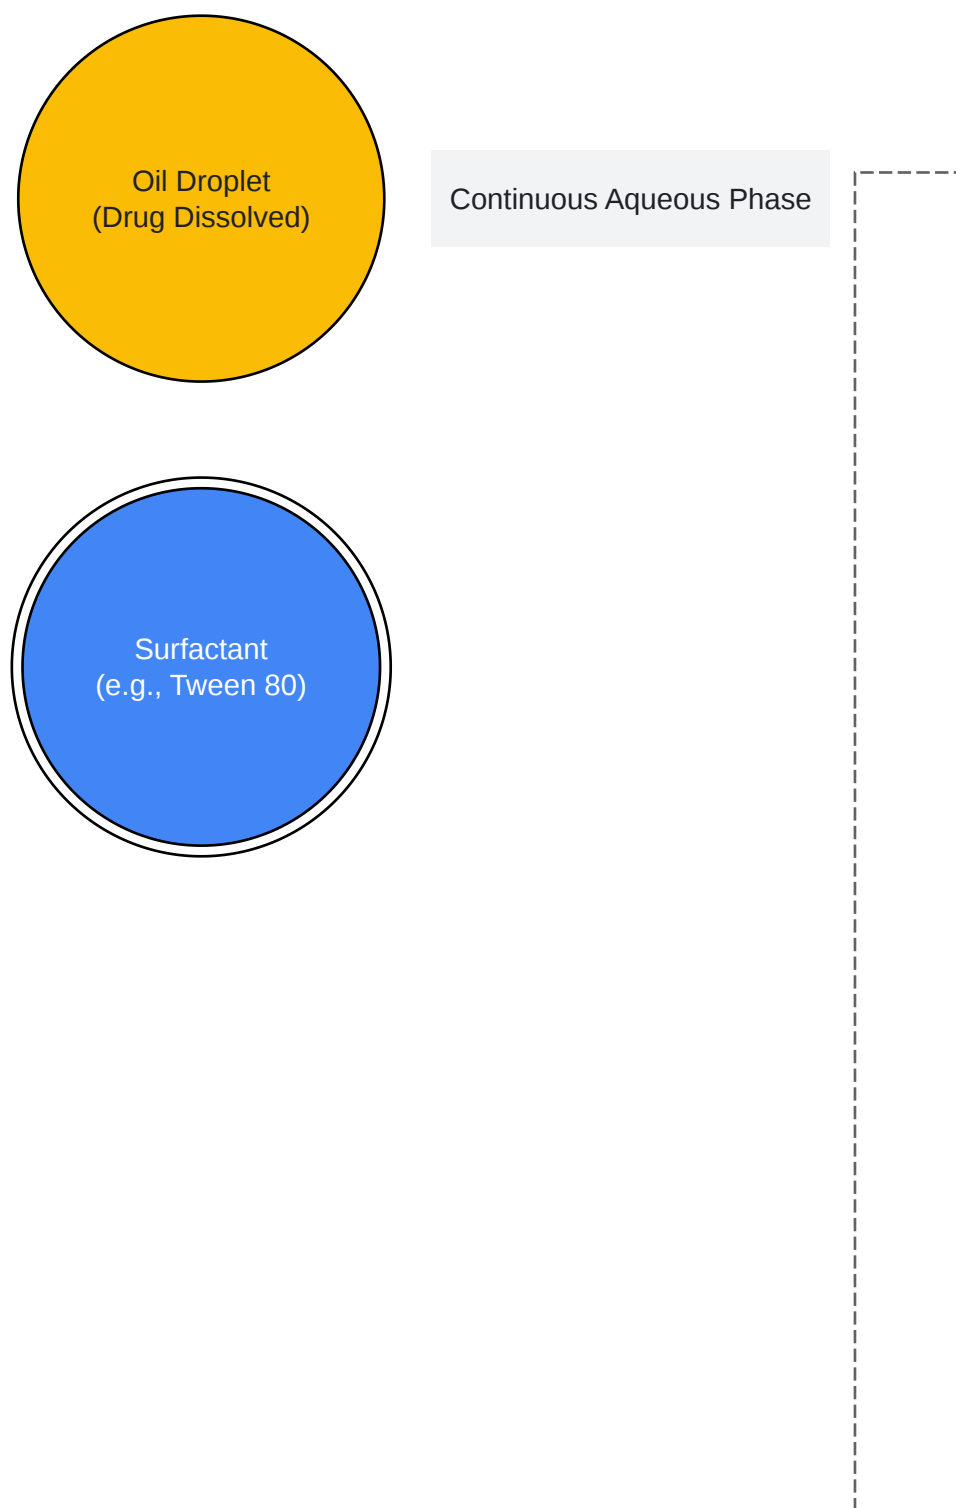 Oil Droplet
(Drug Dissolved)
Continuous Aqueous Phase
Surfactant
(e.g., Tween 80)